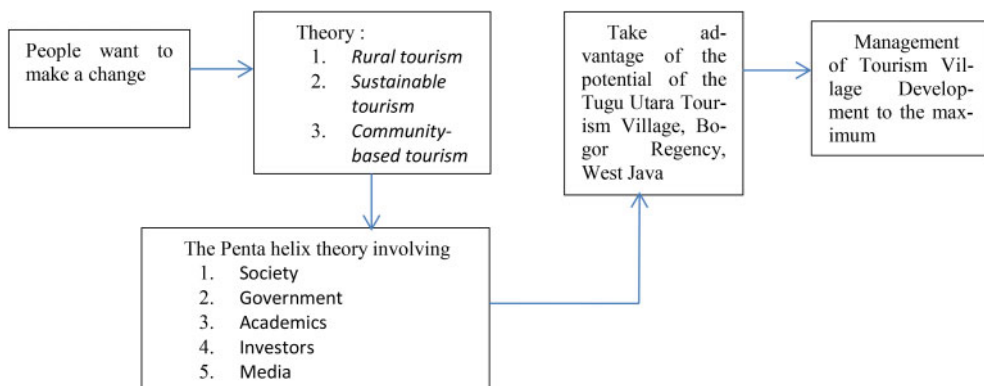 People want to
make a change
Theory :
1. Rural tourism
2. Sustainable
tourism
3. Community-
based tourism
The Penta helix theory involving
1. Society
2. Government
3. Academics
4. Investors
5. Media
Take ad-
vantage of the
potential of the
Tugu Utara Tour-
ism Village, Bo-
gor Regency,
West Java
Management
of Tourism Vil-
lage Develop-
ment to the max-
imum